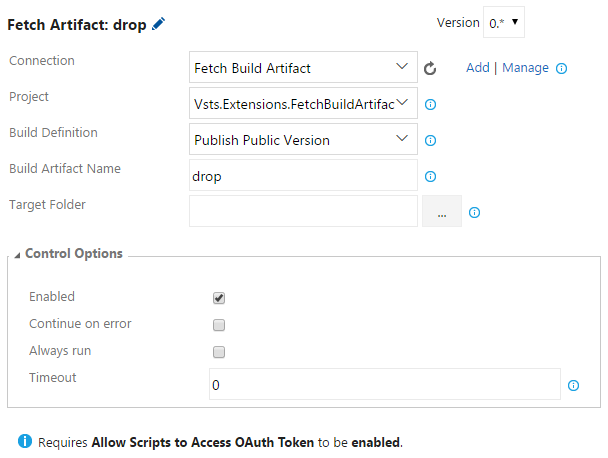 Fetch Artifact: drop
Version 0.*
Connection Fetch Build Artifact Add | Manage
Project Vsts.Extensions.FetchBuildArtifac
Build Definition Publish Public Version
Build Artifact Name drop
Target Folder ...
Control Options
Enabled
Continue on error
Always run
Timeout 0
Requires Allow Scripts to Access OAuth Token to be enabled.